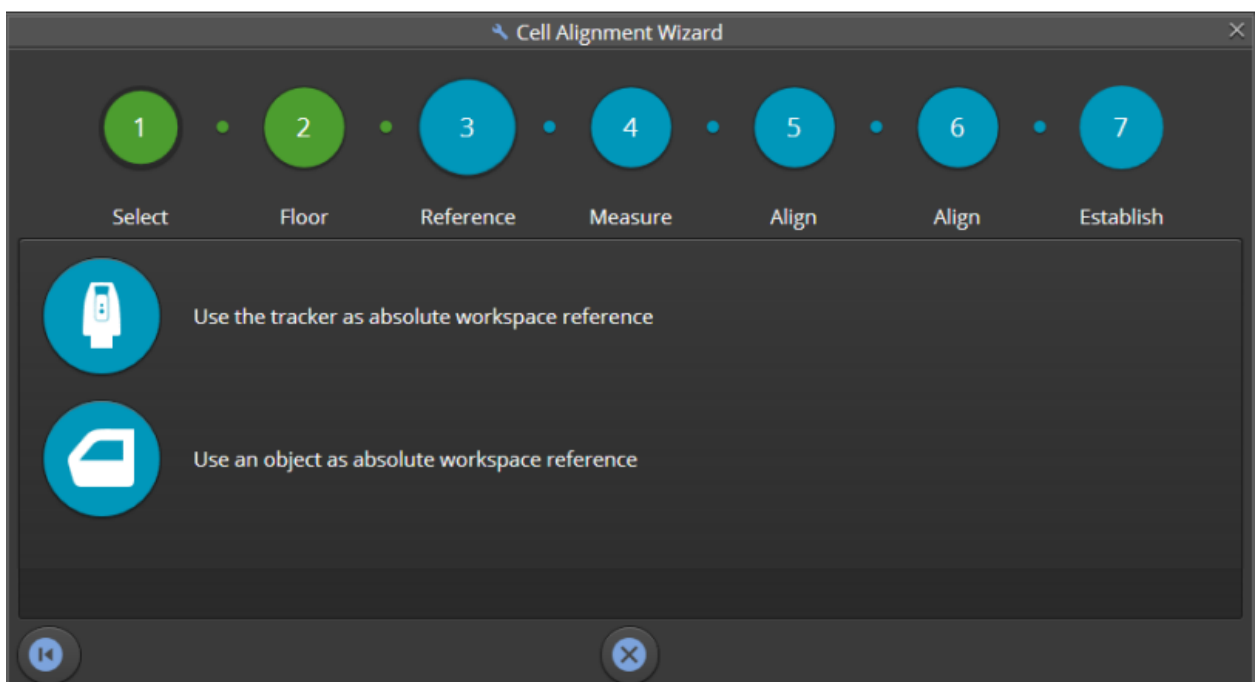 Cell Alignment Wizard
1 2 3 4 5 6 7
Select Floor Reference Measure Align Align Establish
Use the tracker as absolute workspace reference
Use an object as absolute workspace reference